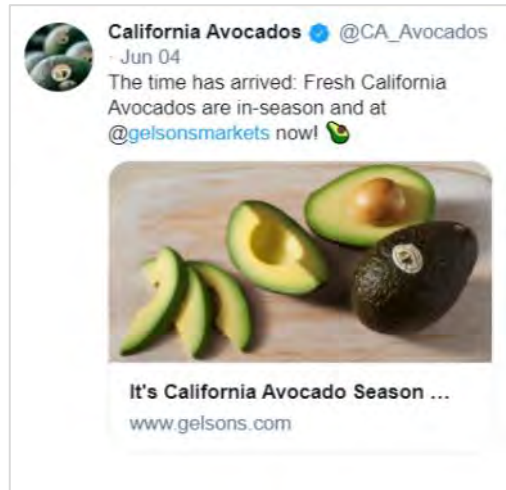 California Avocados @CA_Avocados
· Jun 04
The time has arrived: Fresh California
Avocados are in-season and at
@gelsonsmarkets now! 🥑
It's California Avocado Season ...
www.gelsons.com